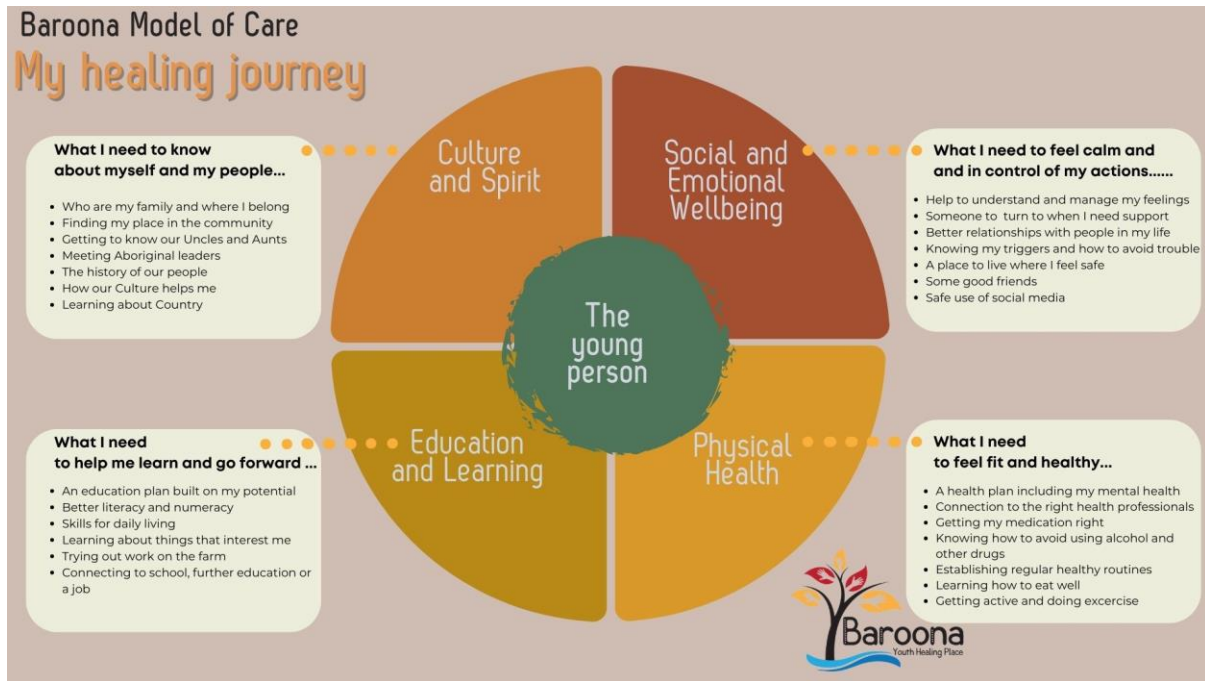 Baroona Model of Care
My healing journey
What I need to know
about myself and my people...
• Who are my family and where I belong
• Finding my place in the community
• Getting to know our Uncles and Aunts
• Meeting Aboriginal leaders
• The history of our people
• How our Culture helps me
• Learning about Country
Culture
and Spirit
Social and
Emotional
Wellbeing
What I need to feel calm and
and in control of my actions......
• Help to understand and manage my feelings
• Someone to turn to when I need support
• Better relationships with people in my life
• Knowing my triggers and how to avoid trouble
• A place to live where I feel safe
• Some good friends
• Safe use of social media
The
young
person
What I need
to help me learn and go forward ...
• An education plan built on my potential
• Better literacy and numeracy
• Skills for daily living
• Learning about things that interest me
• Trying out work on the farm
• Connecting to school, further education or
a job
Education
and Learning
Physical
Health
What I need
to feel fit and healthy...
• A health plan including my mental health
• Connection to the right health professionals
• Getting my medication right
• Knowing how to avoid using alcohol and
other drugs
• Establishing regular healthy routines
• Learning how to eat well
• Getting active and doing excercise
Baroona
Youth Healing Place